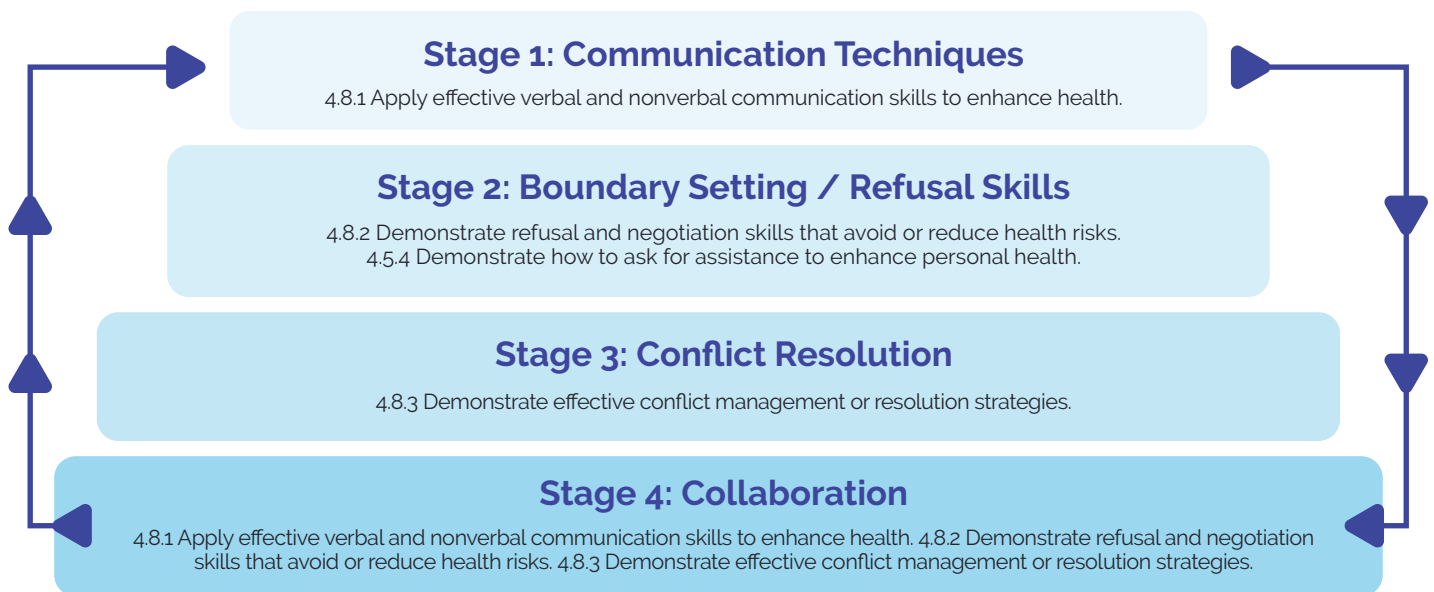 Stage 1: Communication Techniques
4.8.1 Apply effective verbal and nonverbal communication skills to enhance health.
Stage 2: Boundary Setting / Refusal Skills
4.8.2 Demonstrate refusal and negotiation skills that avoid or reduce health risks.
4.5.4 Demonstrate how to ask for assistance to enhance personal health.
Stage 3: Conflict Resolution
4.8.3 Demonstrate effective conflict management or resolution strategies.
Stage 4: Collaboration
4.8.1 Apply effective verbal and nonverbal communication skills to enhance health. 4.8.2 Demonstrate refusal and negotiation
skills that avoid or reduce health risks. 4.8.3 Demonstrate effective conflict management or resolution strategies.